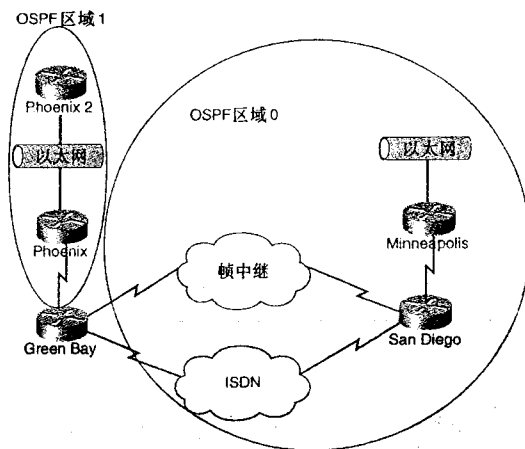 OSPF区域1
Phoenix 2
以太网
Phoenix
Green Bay
OSPF区域0
以太网
Minneapolis
帧中继
San Diego
ISDN